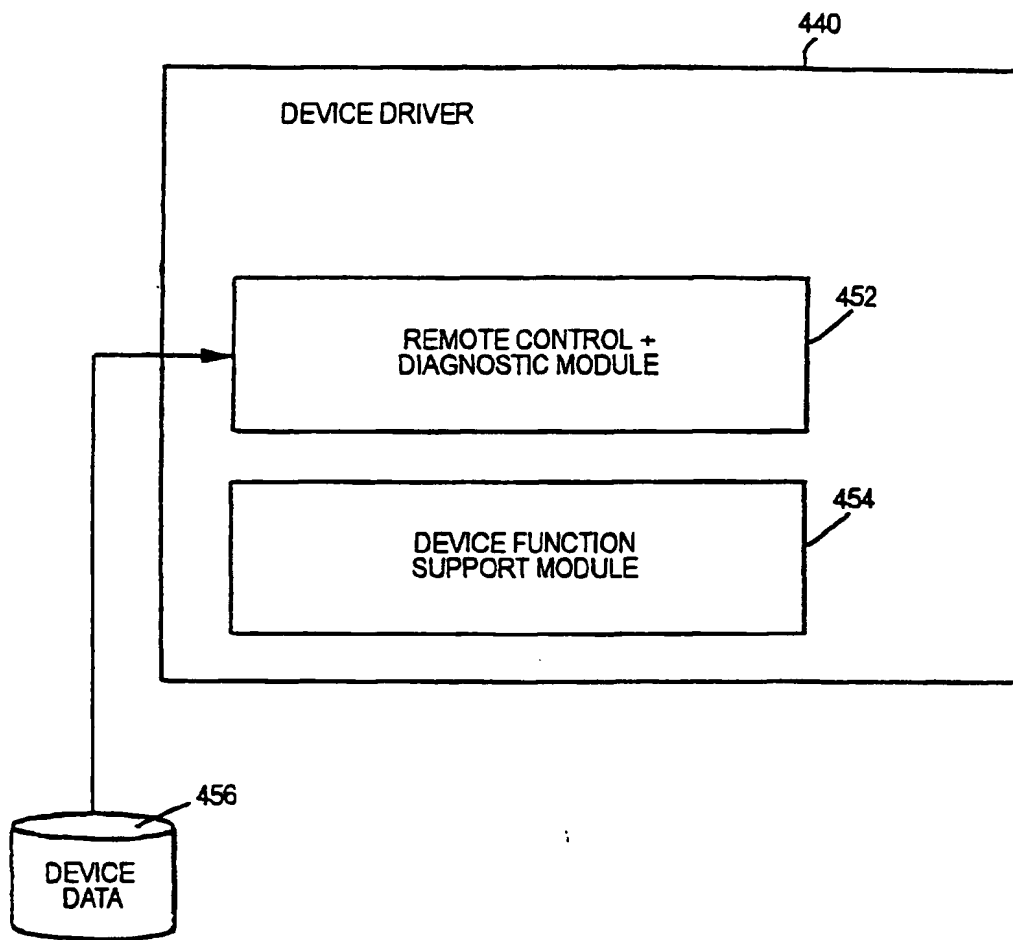 440
DEVICE DRIVER
452
REMOTE CONTROL +
DIAGNOSTIC MODULE
454
DEVICE FUNCTION
SUPPORT MODULE
456
DEVICE
DATA